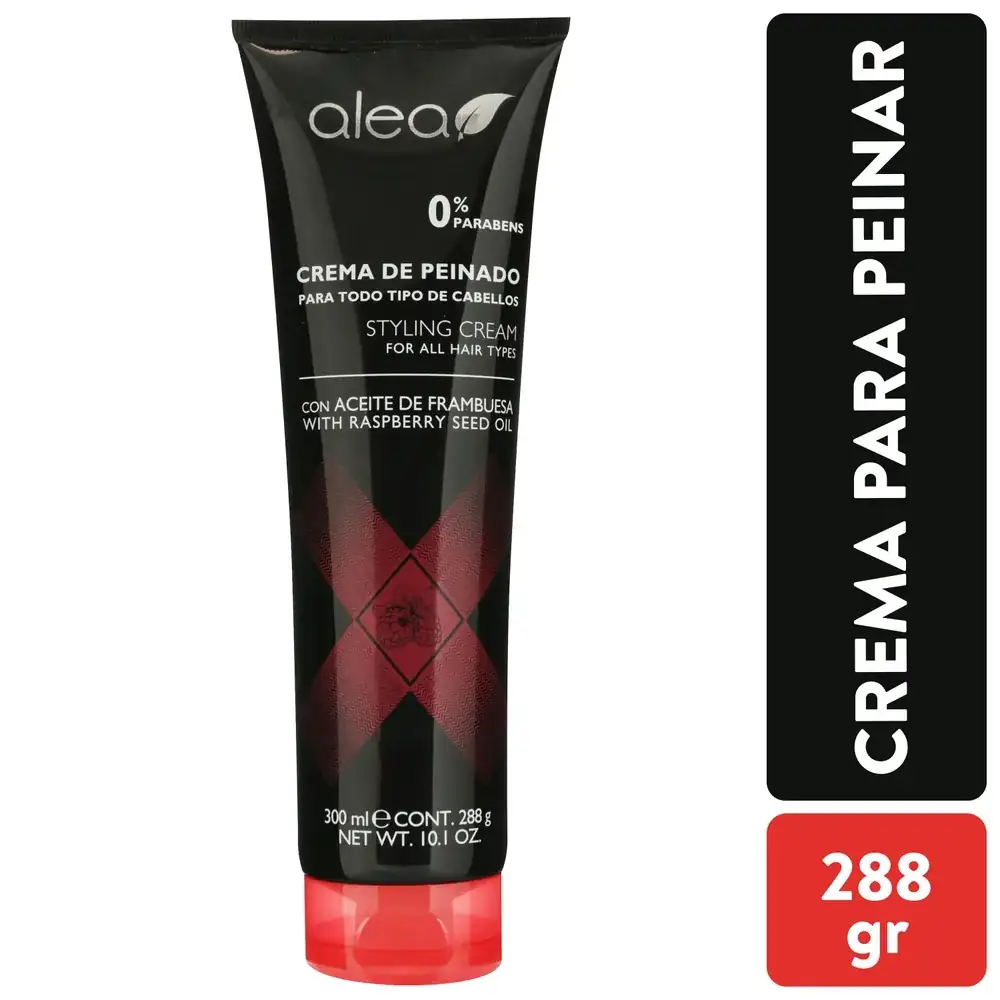 alea
0%
PARABENS
CREMA DE PEINADO
PARA TODO TIPO DE CABELLOS
STYLING CREAM
FOR ALL HAIR TYPES
CON ACEITE DE FRAMBUESA
WITH RASPBERRY SEED OIL
300 ml ℮ CONT. 288 g
NET WT. 10.1 OZ.
CREMA PARA PEINAR
288
gr